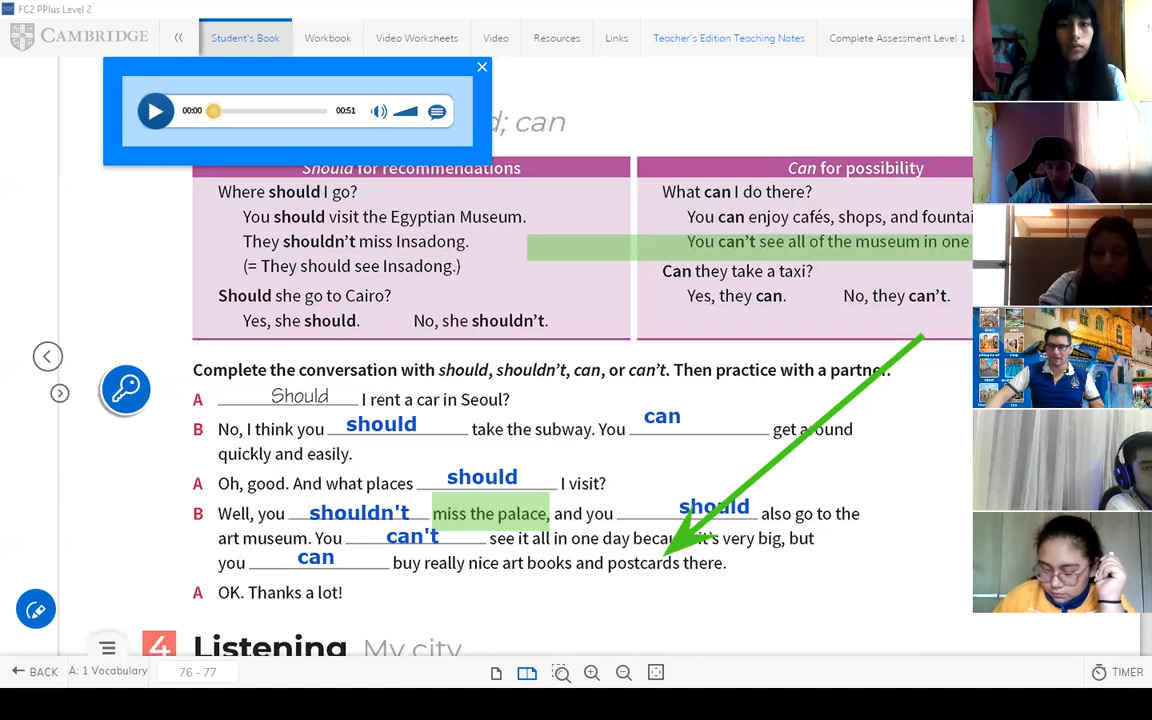 FC2 PPlus Level 2
CAMBRIDGE
Student's Book
Workbook
Video Worksheets
Video
Resources
Links
Teacher's Edition Teaching Notes
Complete Assessment Level 1
00:00
00:51
d; can
Should for recommendations
Where should I go?
You should visit the Egyptian Museum.
They shouldn't miss Insadong.
(= They should see Insadong.)
Should she go to Cairo?
Yes, she should. No, she shouldn't.
Can for possibility
What can I do there?
You can enjoy cafés, shops, and fountai
You can't see all of the museum in one
Can they take a taxi?
Yes, they can. No, they can't.
Complete the conversation with should, shouldn't, can, or can't. Then practice with a partner.
A Should I rent a car in Seoul?
B No, I think you should take the subway. You can get around
quickly and easily.
A Oh, good. And what places should I visit?
B Well, you shouldn't miss the palace, and you should also go to the
art museum. You can't see it all in one day because it's very big, but
you can buy really nice art books and postcards there.
A OK. Thanks a lot!
4 Listening My city
BACK
A: 1 Vocabulary
76 - 77
TIMER